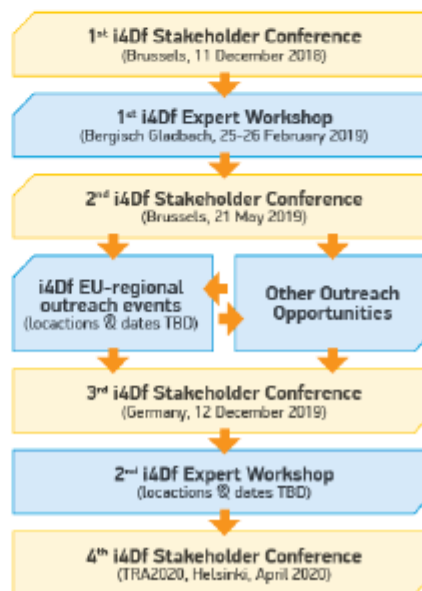 1st i4Df Stakeholder Conference
(Brussels, 11 December 2018)
1st i4Df Expert Workshop
(Bergisch Gladbach, 25-26 February 2019)
2nd i4Df Stakeholder Conference
(Brussels, 21 May 2019)
i4Df EU-regional
outreach events
(locactions & dates TBD)
Other Outreach
Opportunities
3rd i4Df Stakeholder Conference
(Germany, 12 December 2019)
2nd i4Df Expert Workshop
(locactions & dates TBD)
4th i4Df Stakeholder Conference
(TRA2020, Helsinki, April 2020)